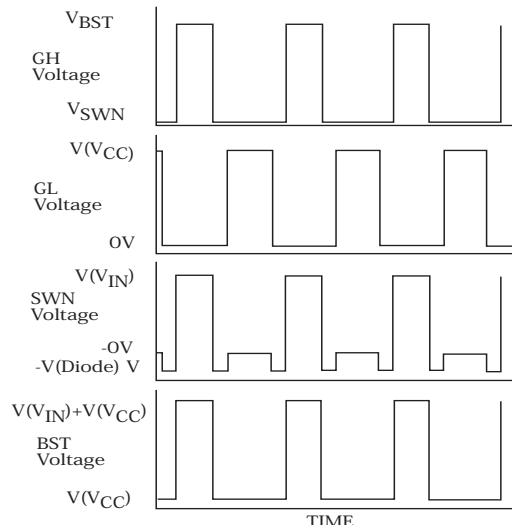 VBST
GH
Voltage
VSWN
V(VCC)
GL
Voltage
0V
V(VIN)
SWN
Voltage
-0V
-V(Diode) V
V(VIN)+V(VCC)
BST
Voltage
V(VCC)
TIME